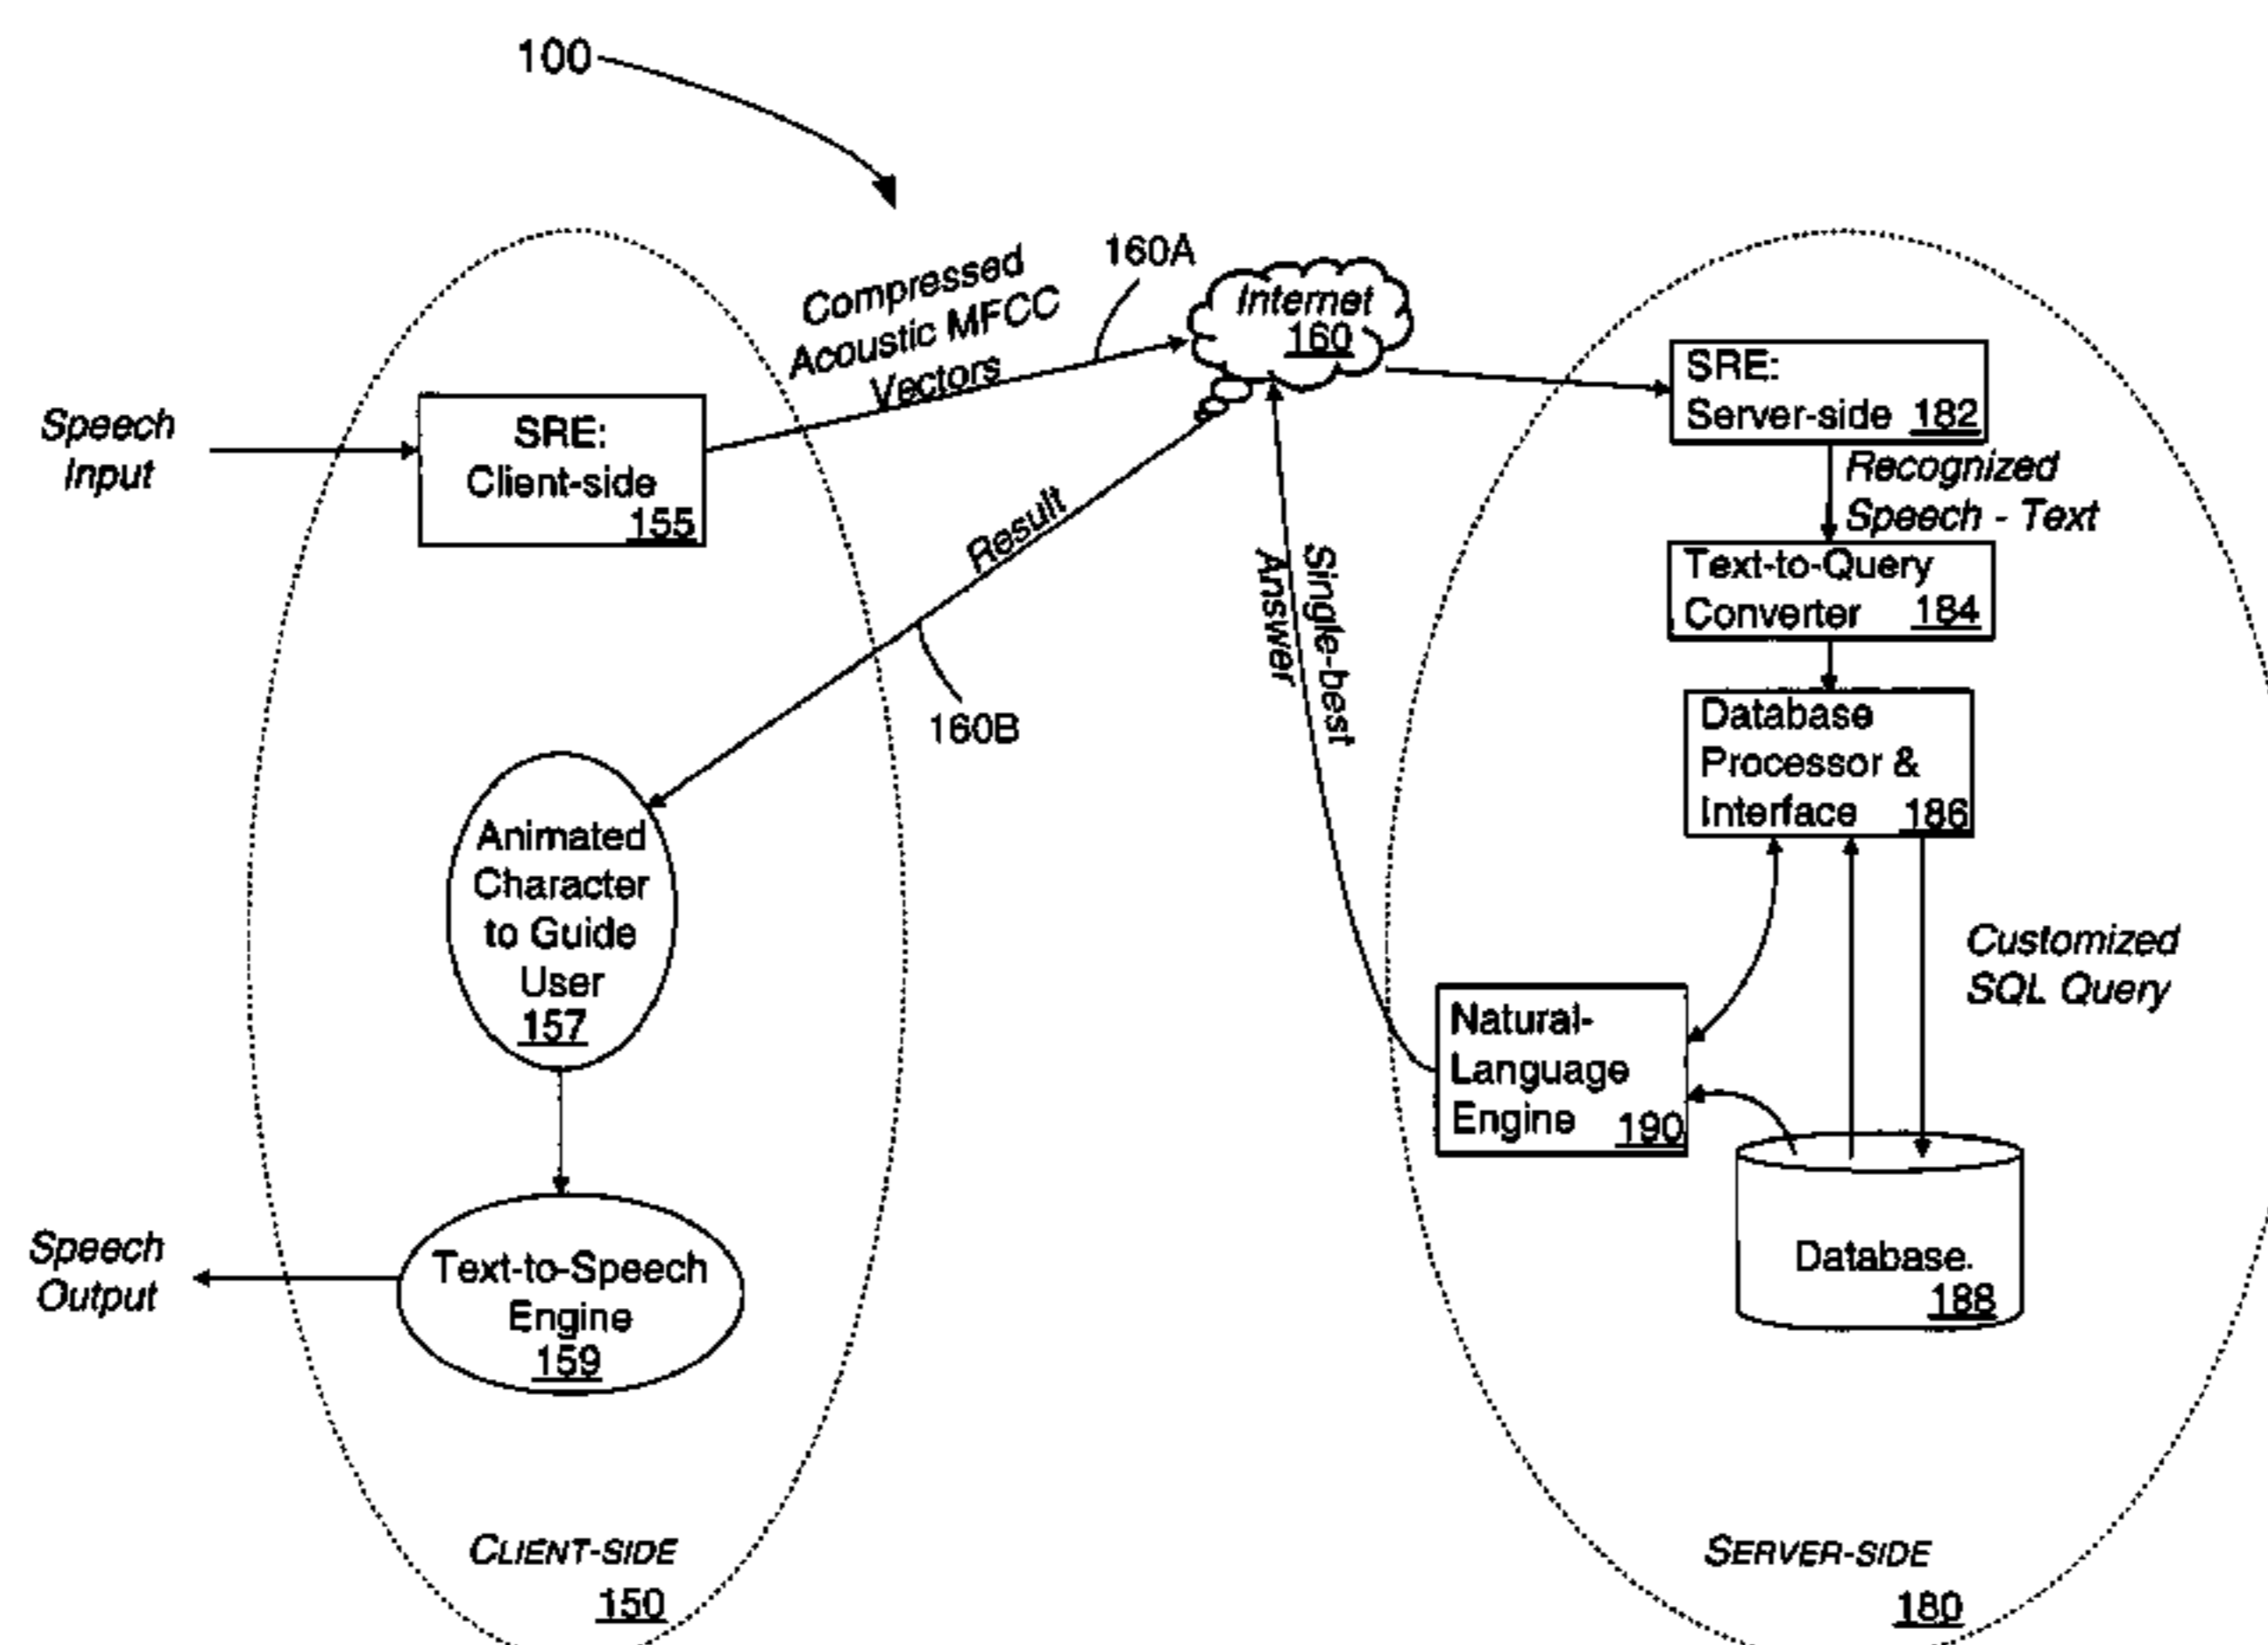 100
Compressed
Acoustic MFCC
Vectors
160A
Internet
160
Speech
Input
SRE:
Client-side
155
SRE:
Server-side 182
Recognized
Speech - Text
Result
160B
Single-best
Answer
Text-to-Query
Converter 184
Database
Processor &
Interface 186
Animated
Character
to Guide
User
157
Customized
SQL Query
Natural-
Language
Engine 190
Speech
Output
Text-to-Speech
Engine
159
Database
188
CLIENT-SIDE
150
SERVER-SIDE
180